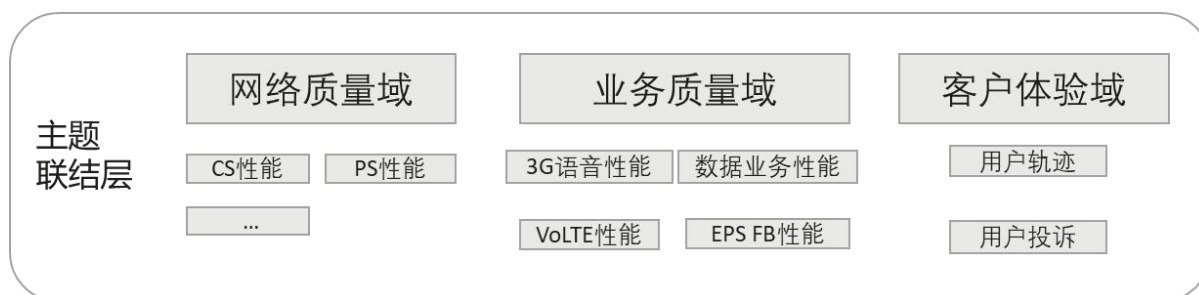 主题
联结层
网络质量域
CS性能
PS性能
...
业务质量域
3G语音性能
数据业务性能
VoLTE性能
EPS FB性能
客户体验域
用户轨迹
用户投诉